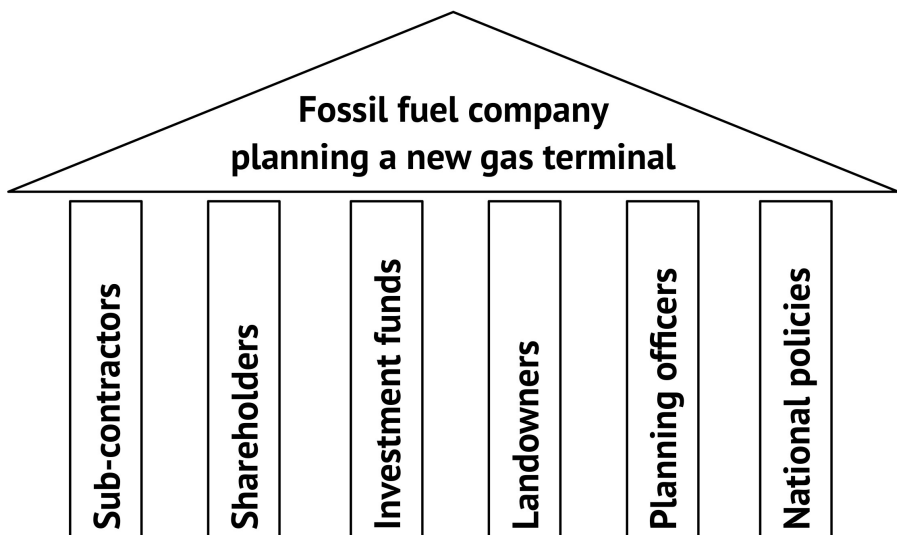 Fossil fuel company
planning a new gas terminal
Sub-contractors
Shareholders
Investment funds
Landowners
Planning officers
National policies